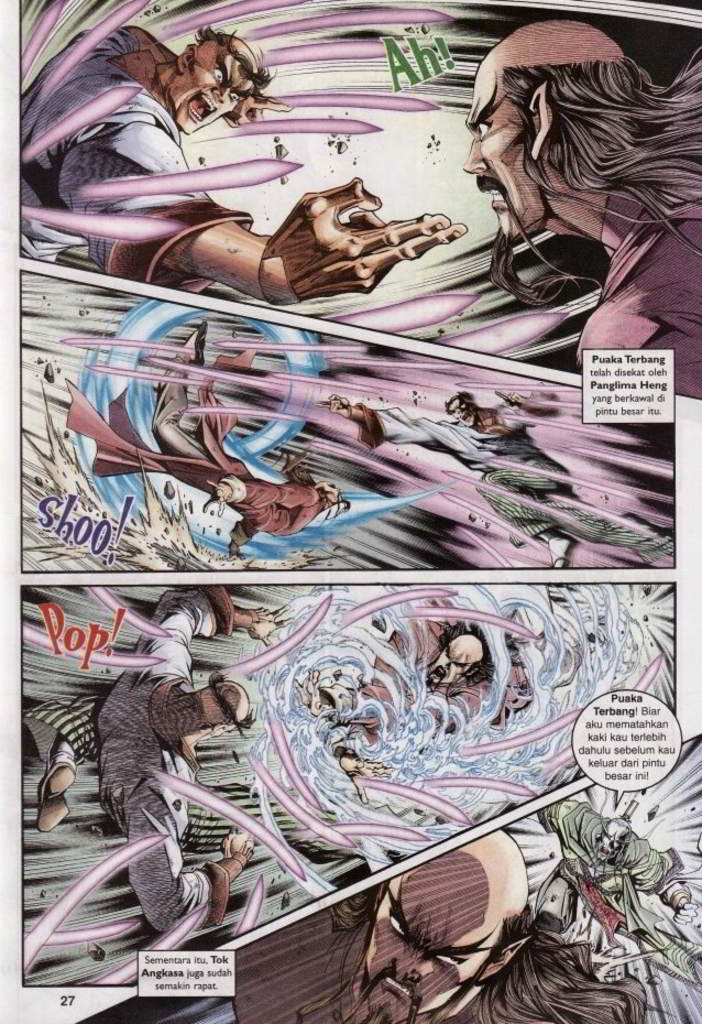 Ah!
Puaka Terbang
telah disekat oleh
Panglima Heng
yang berkawal di
pintu besar itu.
Shoo!
Pop!
Puaka
Terbang! Biar
aku mematahkan
kaki kau terlebih
dahulu sebelum kau
keluar dari pintu
besar ini!
Sementara itu, Tok
Angkasa juga sudah
semakin rapat.
27